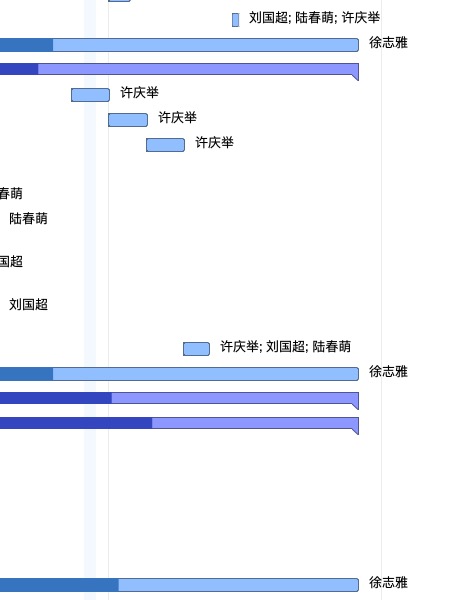 刘国超; 陆春萌; 许庆举
徐志雅
许庆举
许庆举
许庆举
春萌
陆春萌
国超
刘国超
许庆举; 刘国超; 陆春萌
徐志雅
徐志雅